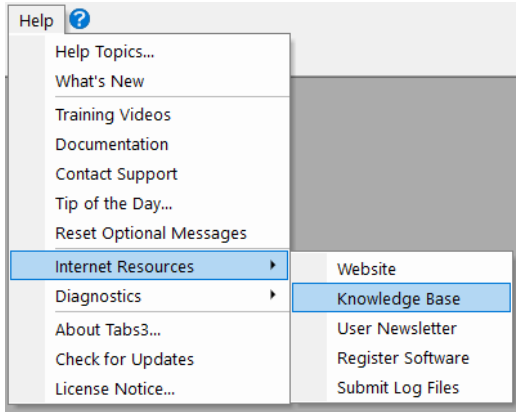 Help
Help Topics...
What's New
Training Videos
Documentation
Contact Support
Tip of the Day...
Reset Optional Messages
Internet Resources
Diagnostics
About Tabs3...
Check for Updates
License Notice...
Website
Knowledge Base
User Newsletter
Register Software
Submit Log Files